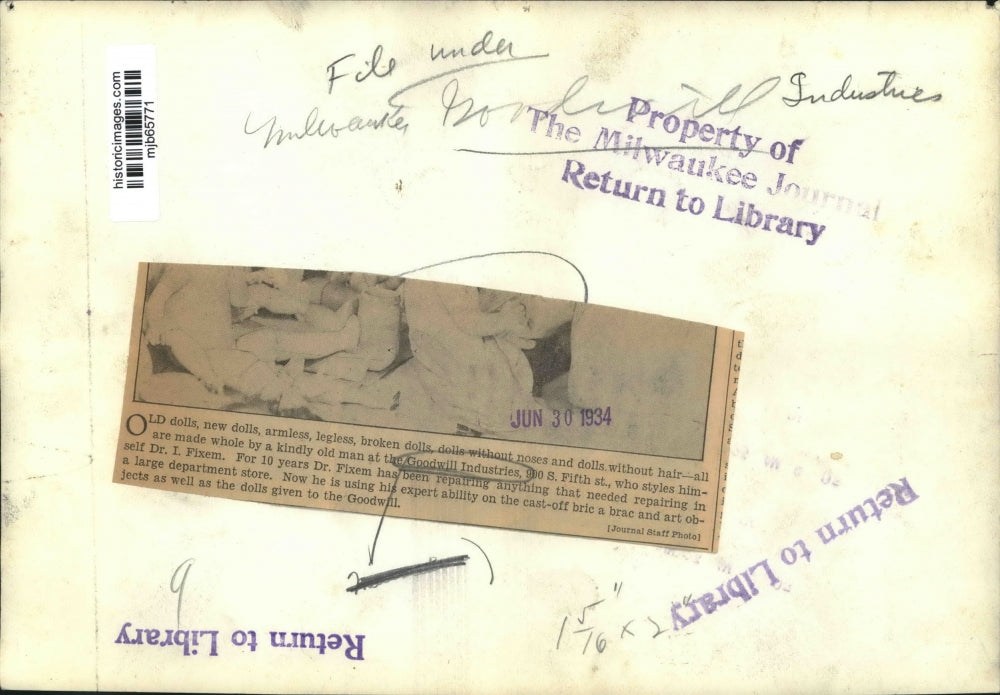 historicimages.com
mjb65771
File under
Milwaukee Goodwill Industries
Property of
The Milwaukee Journal
Return to Library
JUN 30 1934
OLD dolls, new dolls, armless, legless, broken dolls, dolls without noses and dolls without hair—all
are made whole by a kindly old man at the Goodwill Industries, 900 S. Fifth st., who styles him-
self Dr. I. Fixem. For 10 years Dr. Fixem has been repairing anything that needed repairing in
a large department store. Now he is using his expert ability on the cast-off bric a brac and art ob-
jects as well as the dolls given to the Goodwill.
[Journal Staff Photo]
Return to Library
9
1 5/16" x 2"
Return to Library